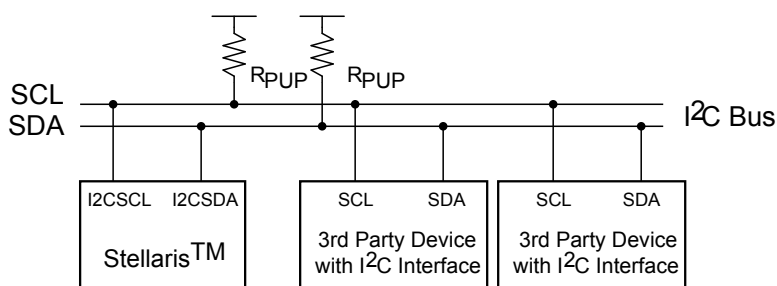 RPUP RPUP
SCL
SDA
I2C Bus
I2CSCL I2CSDA SCL SDA SCL SDA
Stellaris™
3rd Party Device
with I2C Interface
3rd Party Device
with I2C Interface